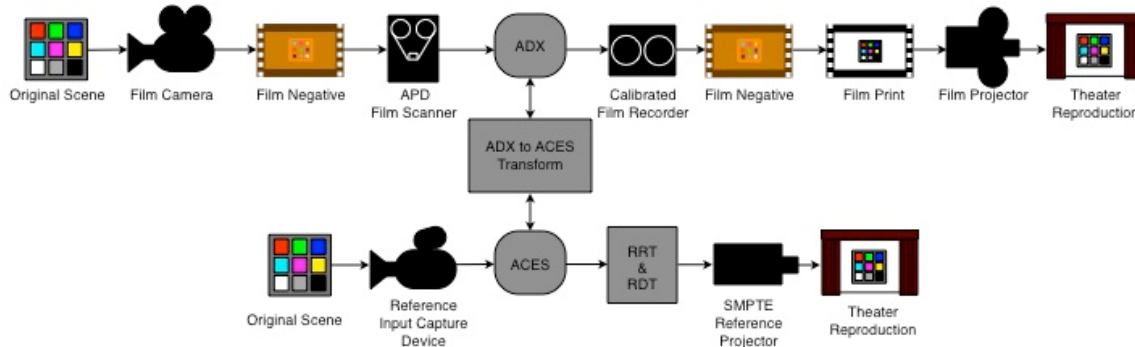 ADX
Original Scene
Film Camera
Film Negative
APD
Film Scanner
Calibrated
Film Recorder
Film Negative
Film Print
Film Projector
Theater
Reproduction
ADX to ACES
Transform
ACES
RRT
&
RDT
Original Scene
Reference
Input Capture
Device
SMPTE
Reference
Projector
Theater
Reproduction